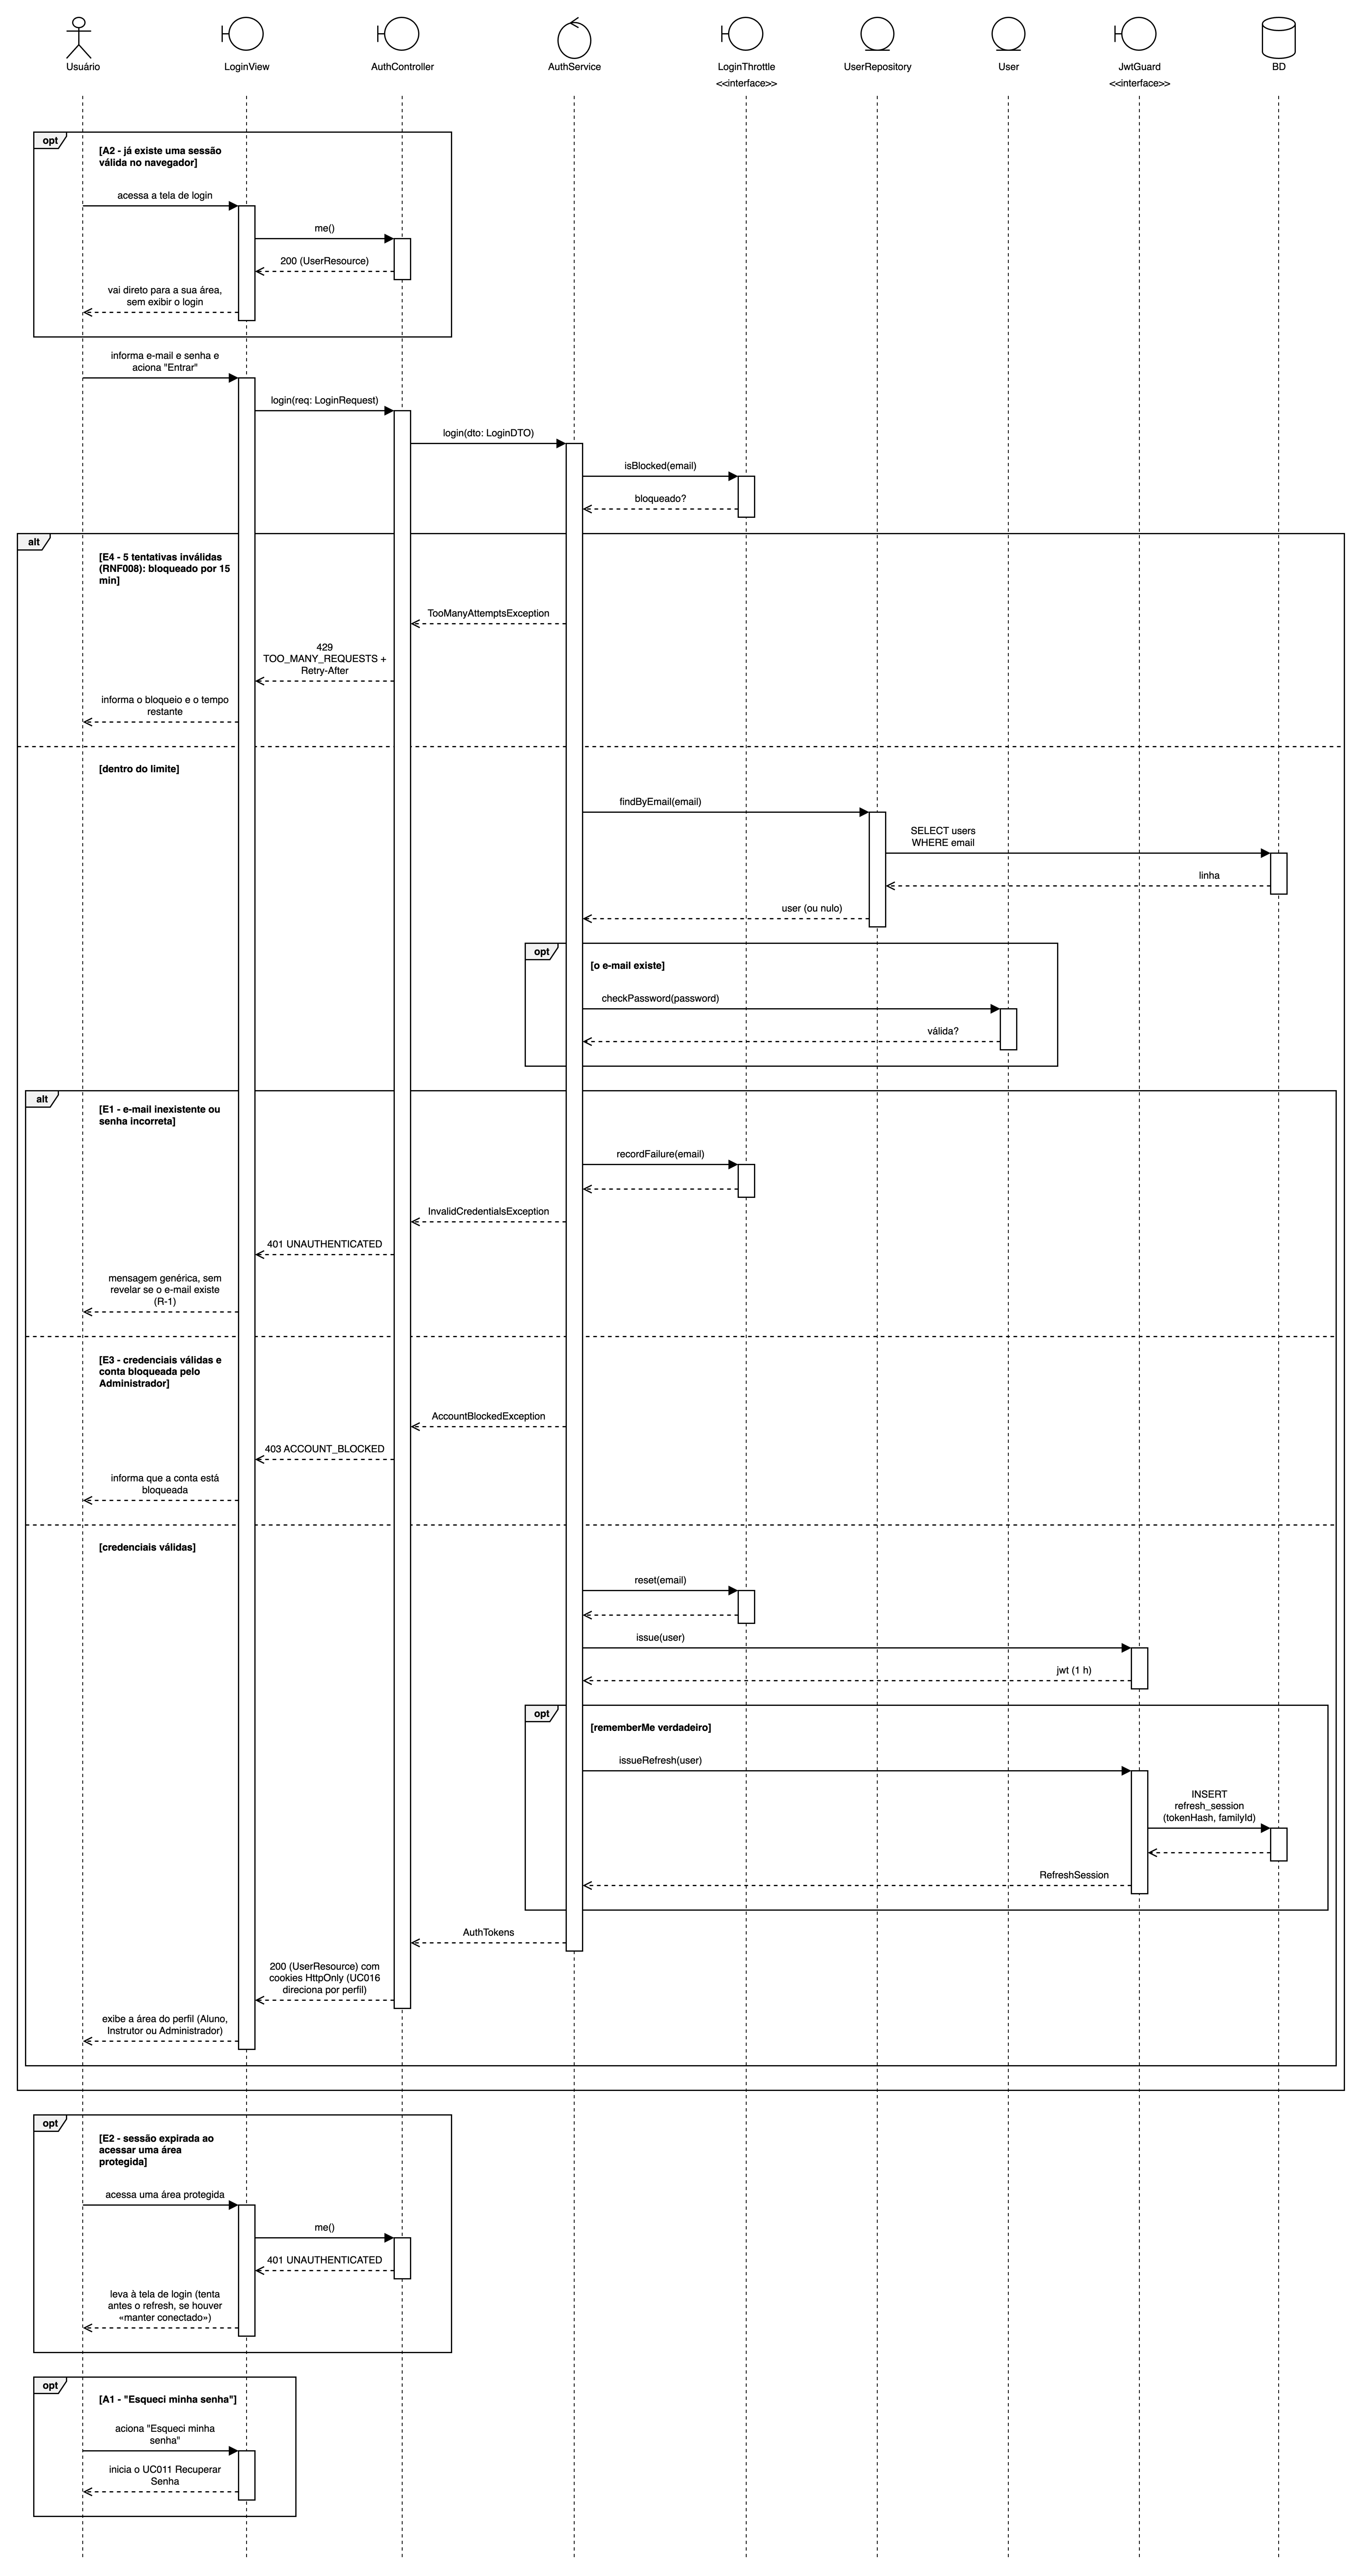 Usuário
LoginView
AuthController
AuthService
LoginThrottle
<<interface>>
UserRepository
User
JwtGuard
<<interface>>
BD
opt
[A2 - já existe uma sessão
válida no navegador]
acessa a tela de login
me()
200 (UserResource)
vai direto para a sua área,
sem exibir o login
informa e-mail e senha e
aciona "Entrar"
login(req: LoginRequest)
login(dto: LoginDTO)
isBlocked(email)
bloqueado?
alt
[E4 - 5 tentativas inválidas
(RNF008): bloqueado por 15
min]
TooManyAttemptsException
429
TOO_MANY_REQUESTS +
Retry-After
informa o bloqueio e o tempo
restante
[dentro do limite]
findByEmail(email)
SELECT users
WHERE email
linha
user (ou nulo)
opt
[o e-mail existe]
checkPassword(password)
válida?
alt
[E1 - e-mail inexistente ou
senha incorreta]
recordFailure(email)
InvalidCredentialsException
401 UNAUTHENTICATED
mensagem genérica, sem
revelar se o e-mail existe
(R-1)
[E3 - credenciais válidas e
conta bloqueada pelo
Administrador]
AccountBlockedException
403 ACCOUNT_BLOCKED
informa que a conta está
bloqueada
[credenciais válidas]
reset(email)
issue(user)
jwt (1 h)
opt
[rememberMe verdadeiro]
issueRefresh(user)
INSERT
refresh_session
(tokenHash, familyId)
RefreshSession
AuthTokens
200 (UserResource) com
cookies HttpOnly (UC016
direciona por perfil)
exibe a área do perfil (Aluno,
Instrutor ou Administrador)
opt
[E2 - sessão expirada ao
acessar uma área
protegida]
acessa uma área protegida
me()
401 UNAUTHENTICATED
leva à tela de login (tenta
antes o refresh, se houver
«manter conectado»)
opt
[A1 - "Esqueci minha senha"]
aciona "Esqueci minha
senha"
inicia o UC011 Recuperar
Senha